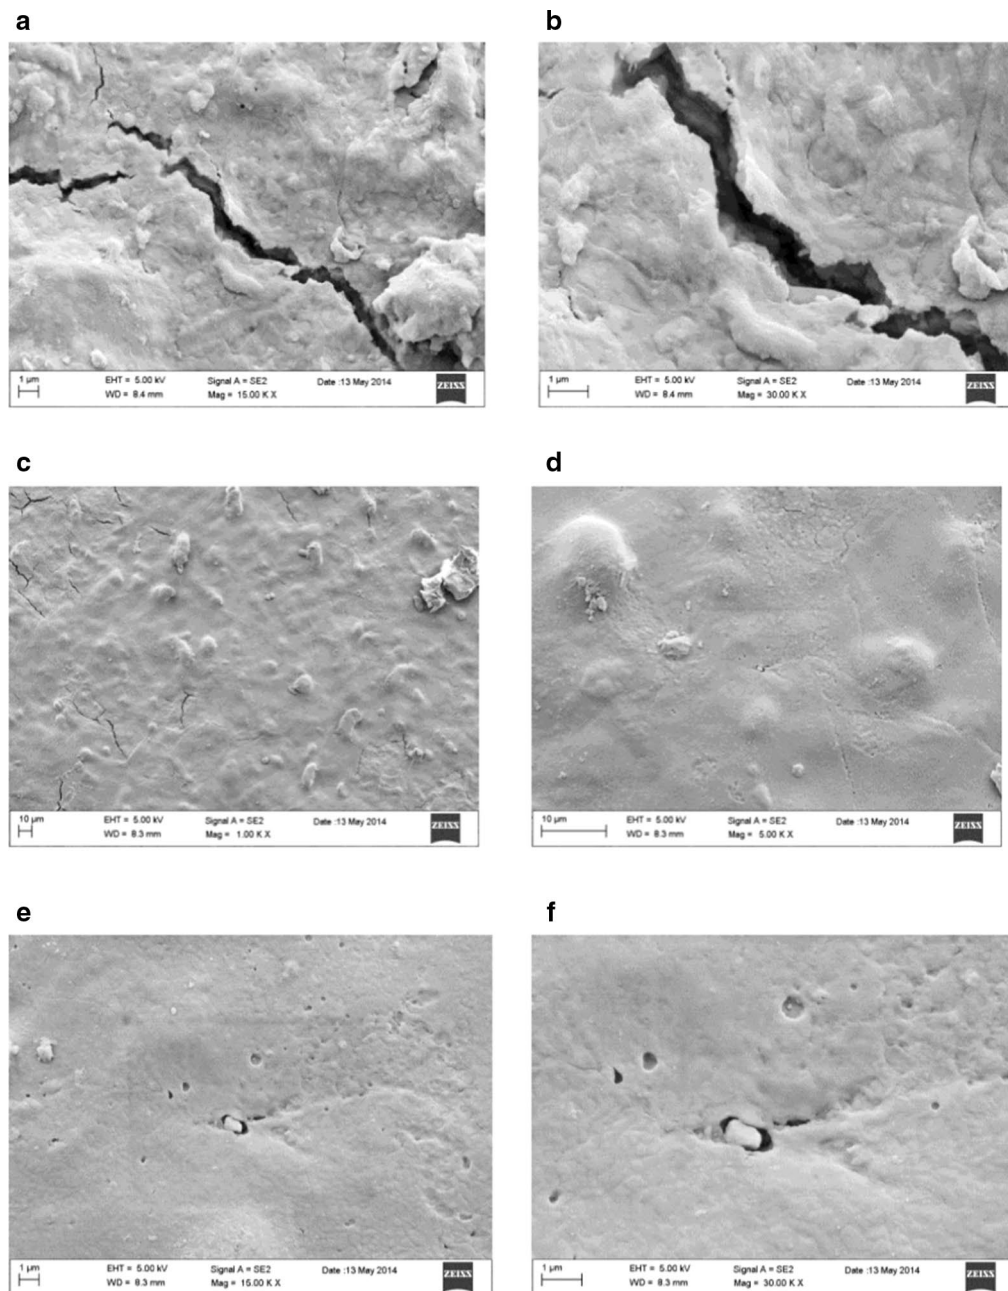 a
b
1 µm EHT = 5.00 kV Signal A = SE2 Date :13 May 2014 ZEISS
WD = 8.4 mm Mag = 15.00 K X
1 µm EHT = 5.00 kV Signal A = SE2 Date :13 May 2014 ZEISS
WD = 8.4 mm Mag = 30.00 K X
c
d
10 µm EHT = 5.00 kV Signal A = SE2 Date :13 May 2014 ZEISS
WD = 8.3 mm Mag = 1.00 K X
10 µm EHT = 5.00 kV Signal A = SE2 Date :13 May 2014 ZEISS
WD = 8.3 mm Mag = 5.00 K X
e
f
1 µm EHT = 5.00 kV Signal A = SE2 Date :13 May 2014 ZEISS
WD = 8.3 mm Mag = 15.00 K X
1 µm EHT = 5.00 kV Signal A = SE2 Date :13 May 2014 ZEISS
WD = 8.3 mm Mag = 30.00 K X